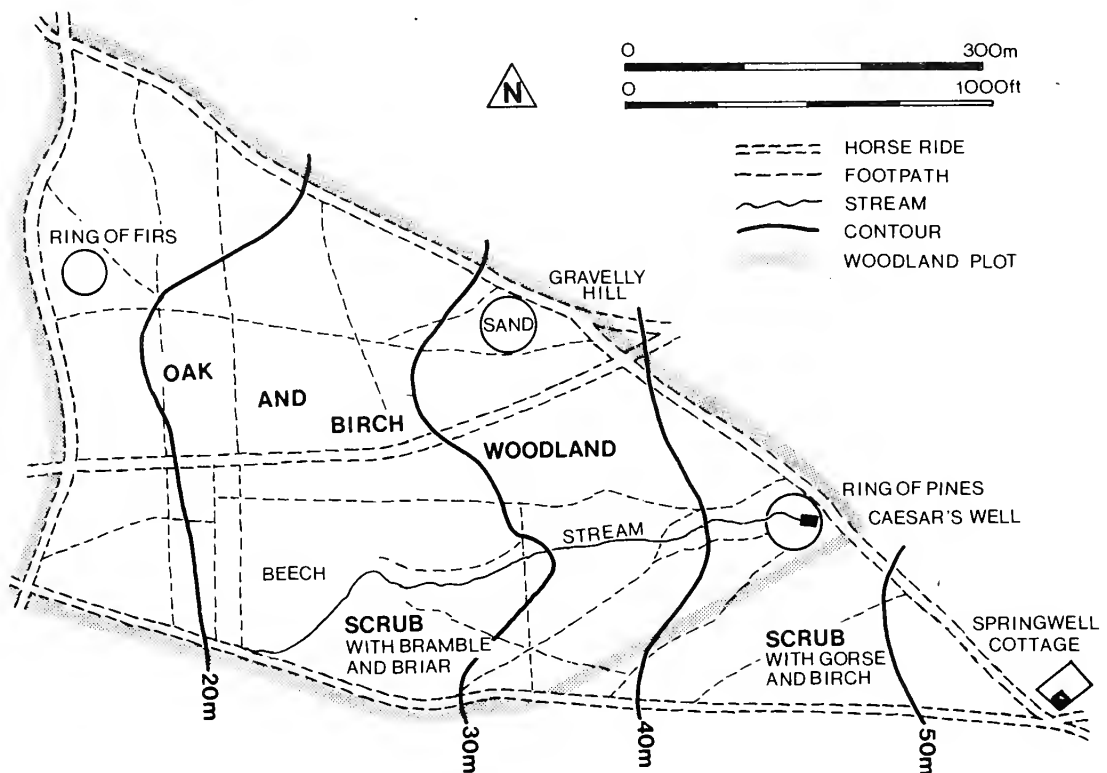 0 300m
0 1000ft
N
HORSE RIDE
FOOTPATH
STREAM
CONTOUR
WOODLAND PLOT
RING OF FIRS
GRAVELLY
HILL
SAND
OAK
AND
BIRCH
WOODLAND
RING OF PINES
CAESAR'S WELL
STREAM
BEECH
SCRUB
WITH BRAMBLE
AND BRIAR
SCRUB
WITH GORSE
AND BIRCH
SPRINGWELL
COTTAGE
20m
30m
40m
50m